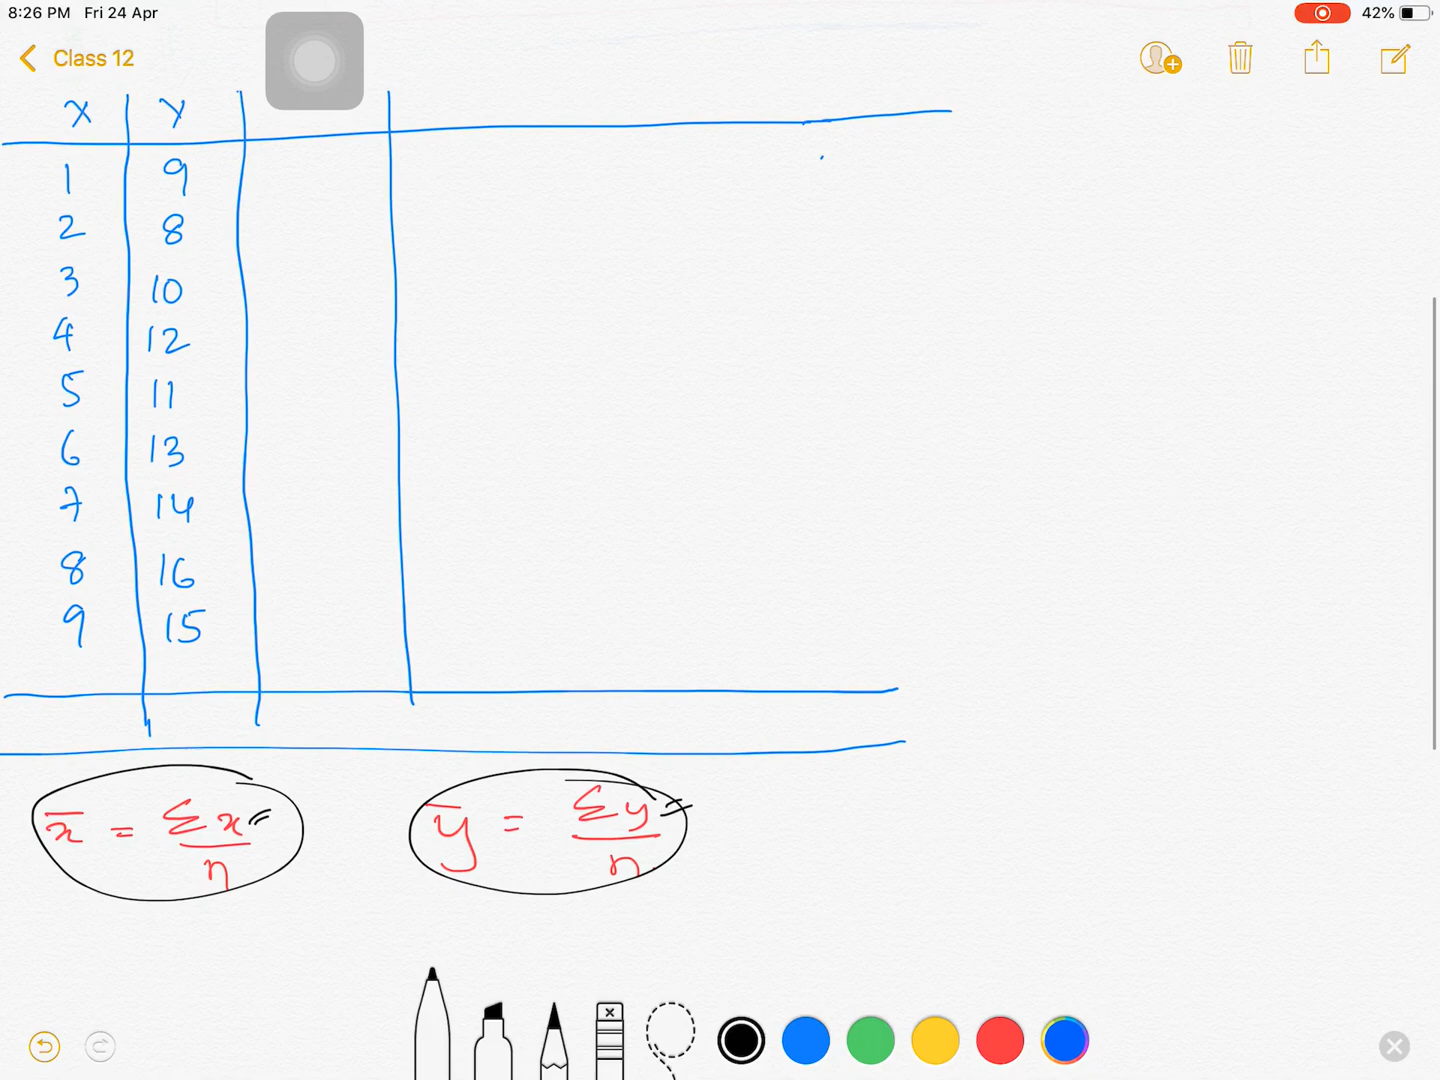 8:26 PM Fri 24 Apr 42%
Class 12
X Y
1 9
2 8
3 10
4 12
5 11
6 13
7 14
8 16
9 15
x̄ = Σx/n ȳ = Σy/n